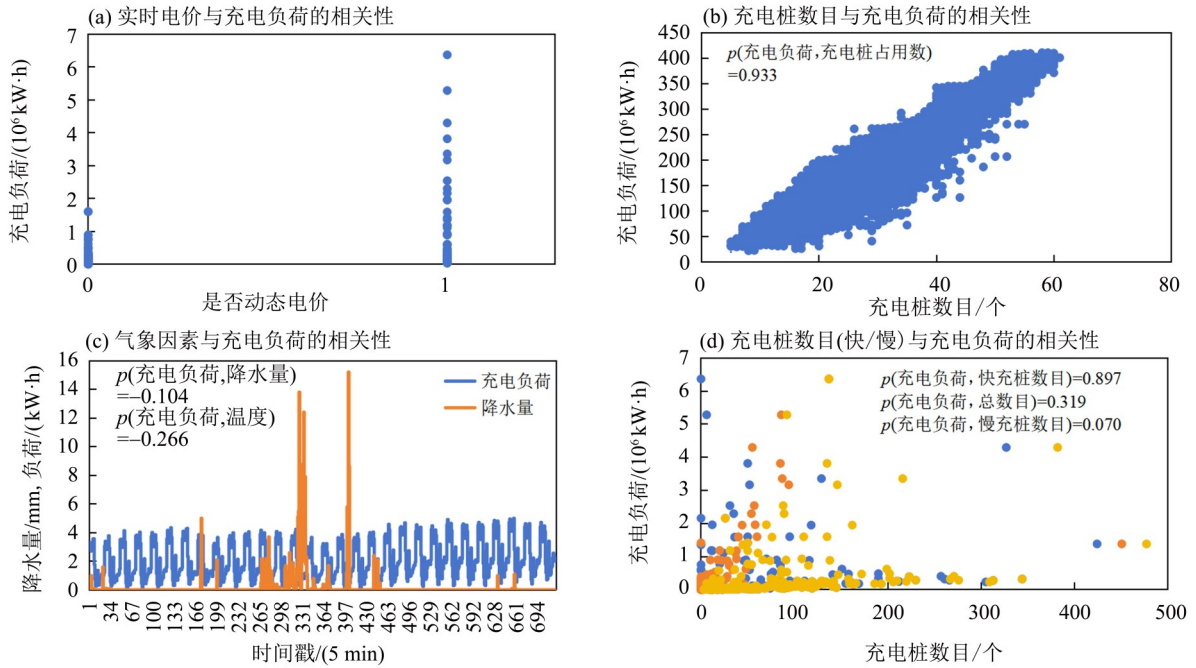 (a) 实时电价与充电负荷的相关性
7
6
5
4
3
2
1
0
充电负荷/(10⁶ kW·h)
0
1
是否动态电价
(b) 充电桩数目与充电负荷的相关性
450
400
350
300
250
200
150
100
50
0
充电负荷/(10⁶ kW·h)
p(充电负荷,充电桩占用数)
=0.933
0 20 40 60 80
充电桩数目/个
(c) 气象因素与充电负荷的相关性
16
14
12
10
8
6
4
2
0
降水量/mm, 负荷/(kW·h)
p(充电负荷,降水量)
=–0.104
p(充电负荷,温度)
=–0.266
充电负荷
降水量
1 34 67 100 133 166 199 232 265 298 331 364 397 430 463 496 529 562 592 628 661 694
时间戳/(5 min)
(d) 充电桩数目(快/慢)与充电负荷的相关性
7
6
5
4
3
2
1
0
充电负荷/(10⁶ kW·h)
p(充电负荷，快充桩数目)=0.897
p(充电负荷，总数目)=0.319
p(充电负荷，慢充桩数目)=0.070
0 100 200 300 400 500
充电桩数目/个